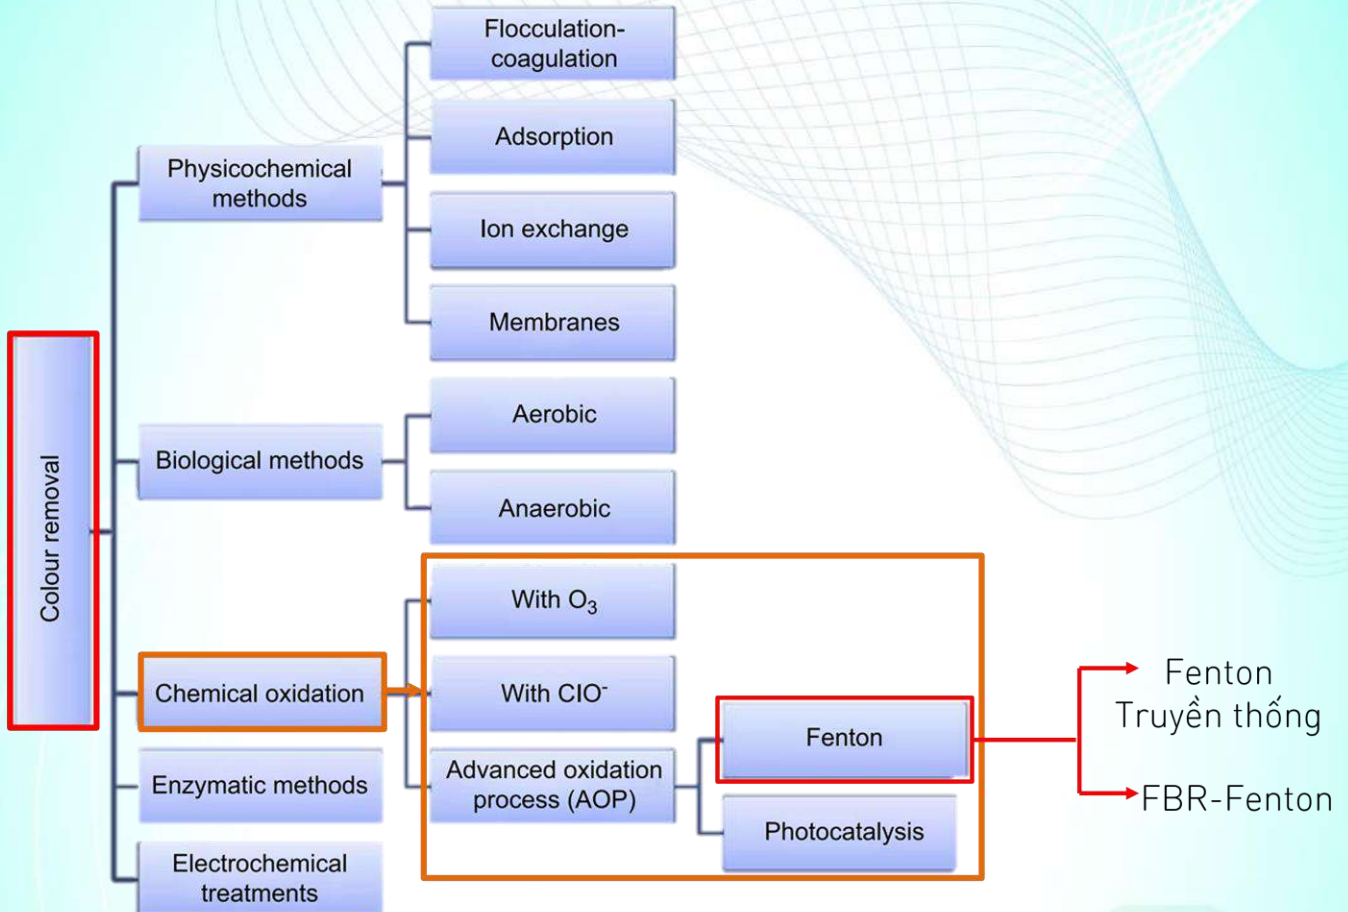 Colour removal
Physicochemical
methods
Flocculation-
coagulation
Adsorption
Ion exchange
Membranes
Biological methods
Aerobic
Anaerobic
Chemical oxidation
With O₃
With ClO⁻
Advanced oxidation
process (AOP)
Fenton
Photocatalysis
Fenton
Truyền thống
FBR-Fenton
Enzymatic methods
Electrochemical
treatments